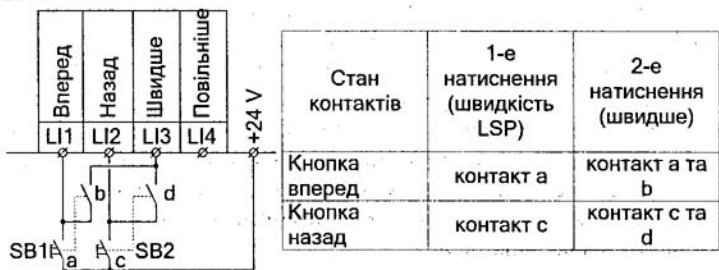 Вперед
Назад
Швидше
Повільніше
LI1 LI2 LI3 LI4 +24 V
b d
SB1 a c SB2
Стан
контактів
1-е
натиснення
(швидкість
LSP)
2-е
натиснення
(швидше)
Кнопка
вперед
контакт a
контакт a та
b
Кнопка
назад
контакт c
контакт c та
d